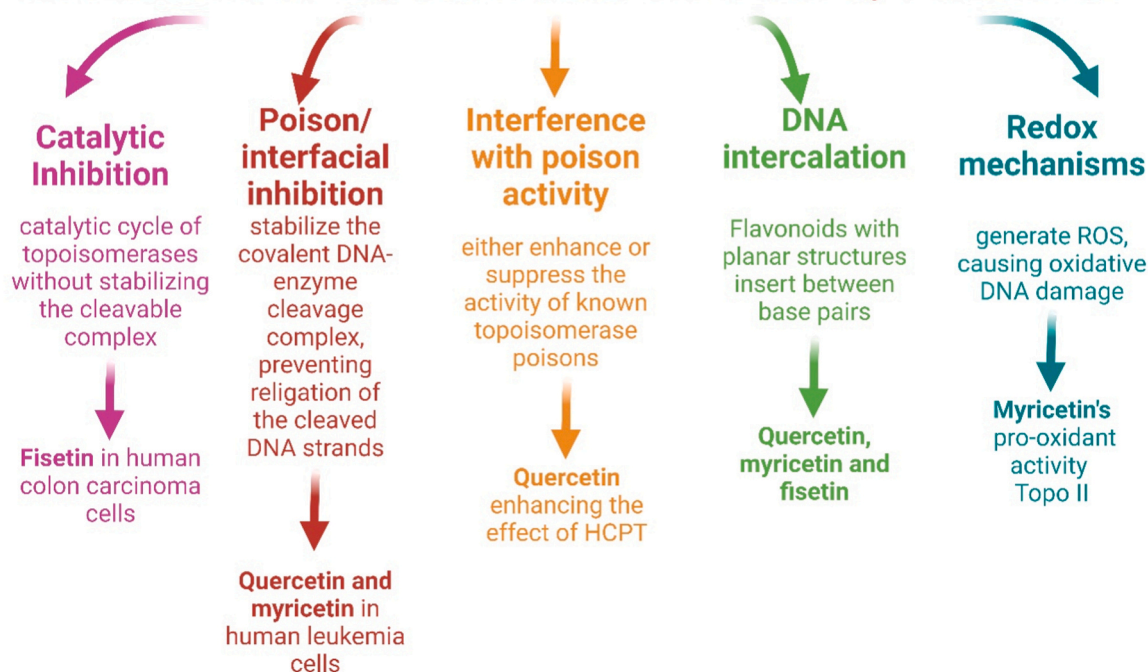 Catalytic
Inhibition
catalytic cycle of
topoisomerases
without stabilizing
the cleavable
complex
Fisetin in human
colon carcinoma
cells
Poison/
interfacial
inhibition
stabilize the
covalent DNA-
enzyme
cleavage
complex,
preventing
religation of
the cleaved
DNA strands
Quercetin and
myricetin in
human leukemia
cells
Interference
with poison
activity
either enhance or
suppress the
activity of known
topoisomerase
poisons
Quercetin
enhancing the
effect of HCPT
DNA
intercalation
Flavonoids with
planar structures
insert between
base pairs
Quercetin,
myricetin and
fisetin
Redox
mechanisms
generate ROS,
causing oxidative
DNA damage
Myricetin's
pro-oxidant
activity
Topo II